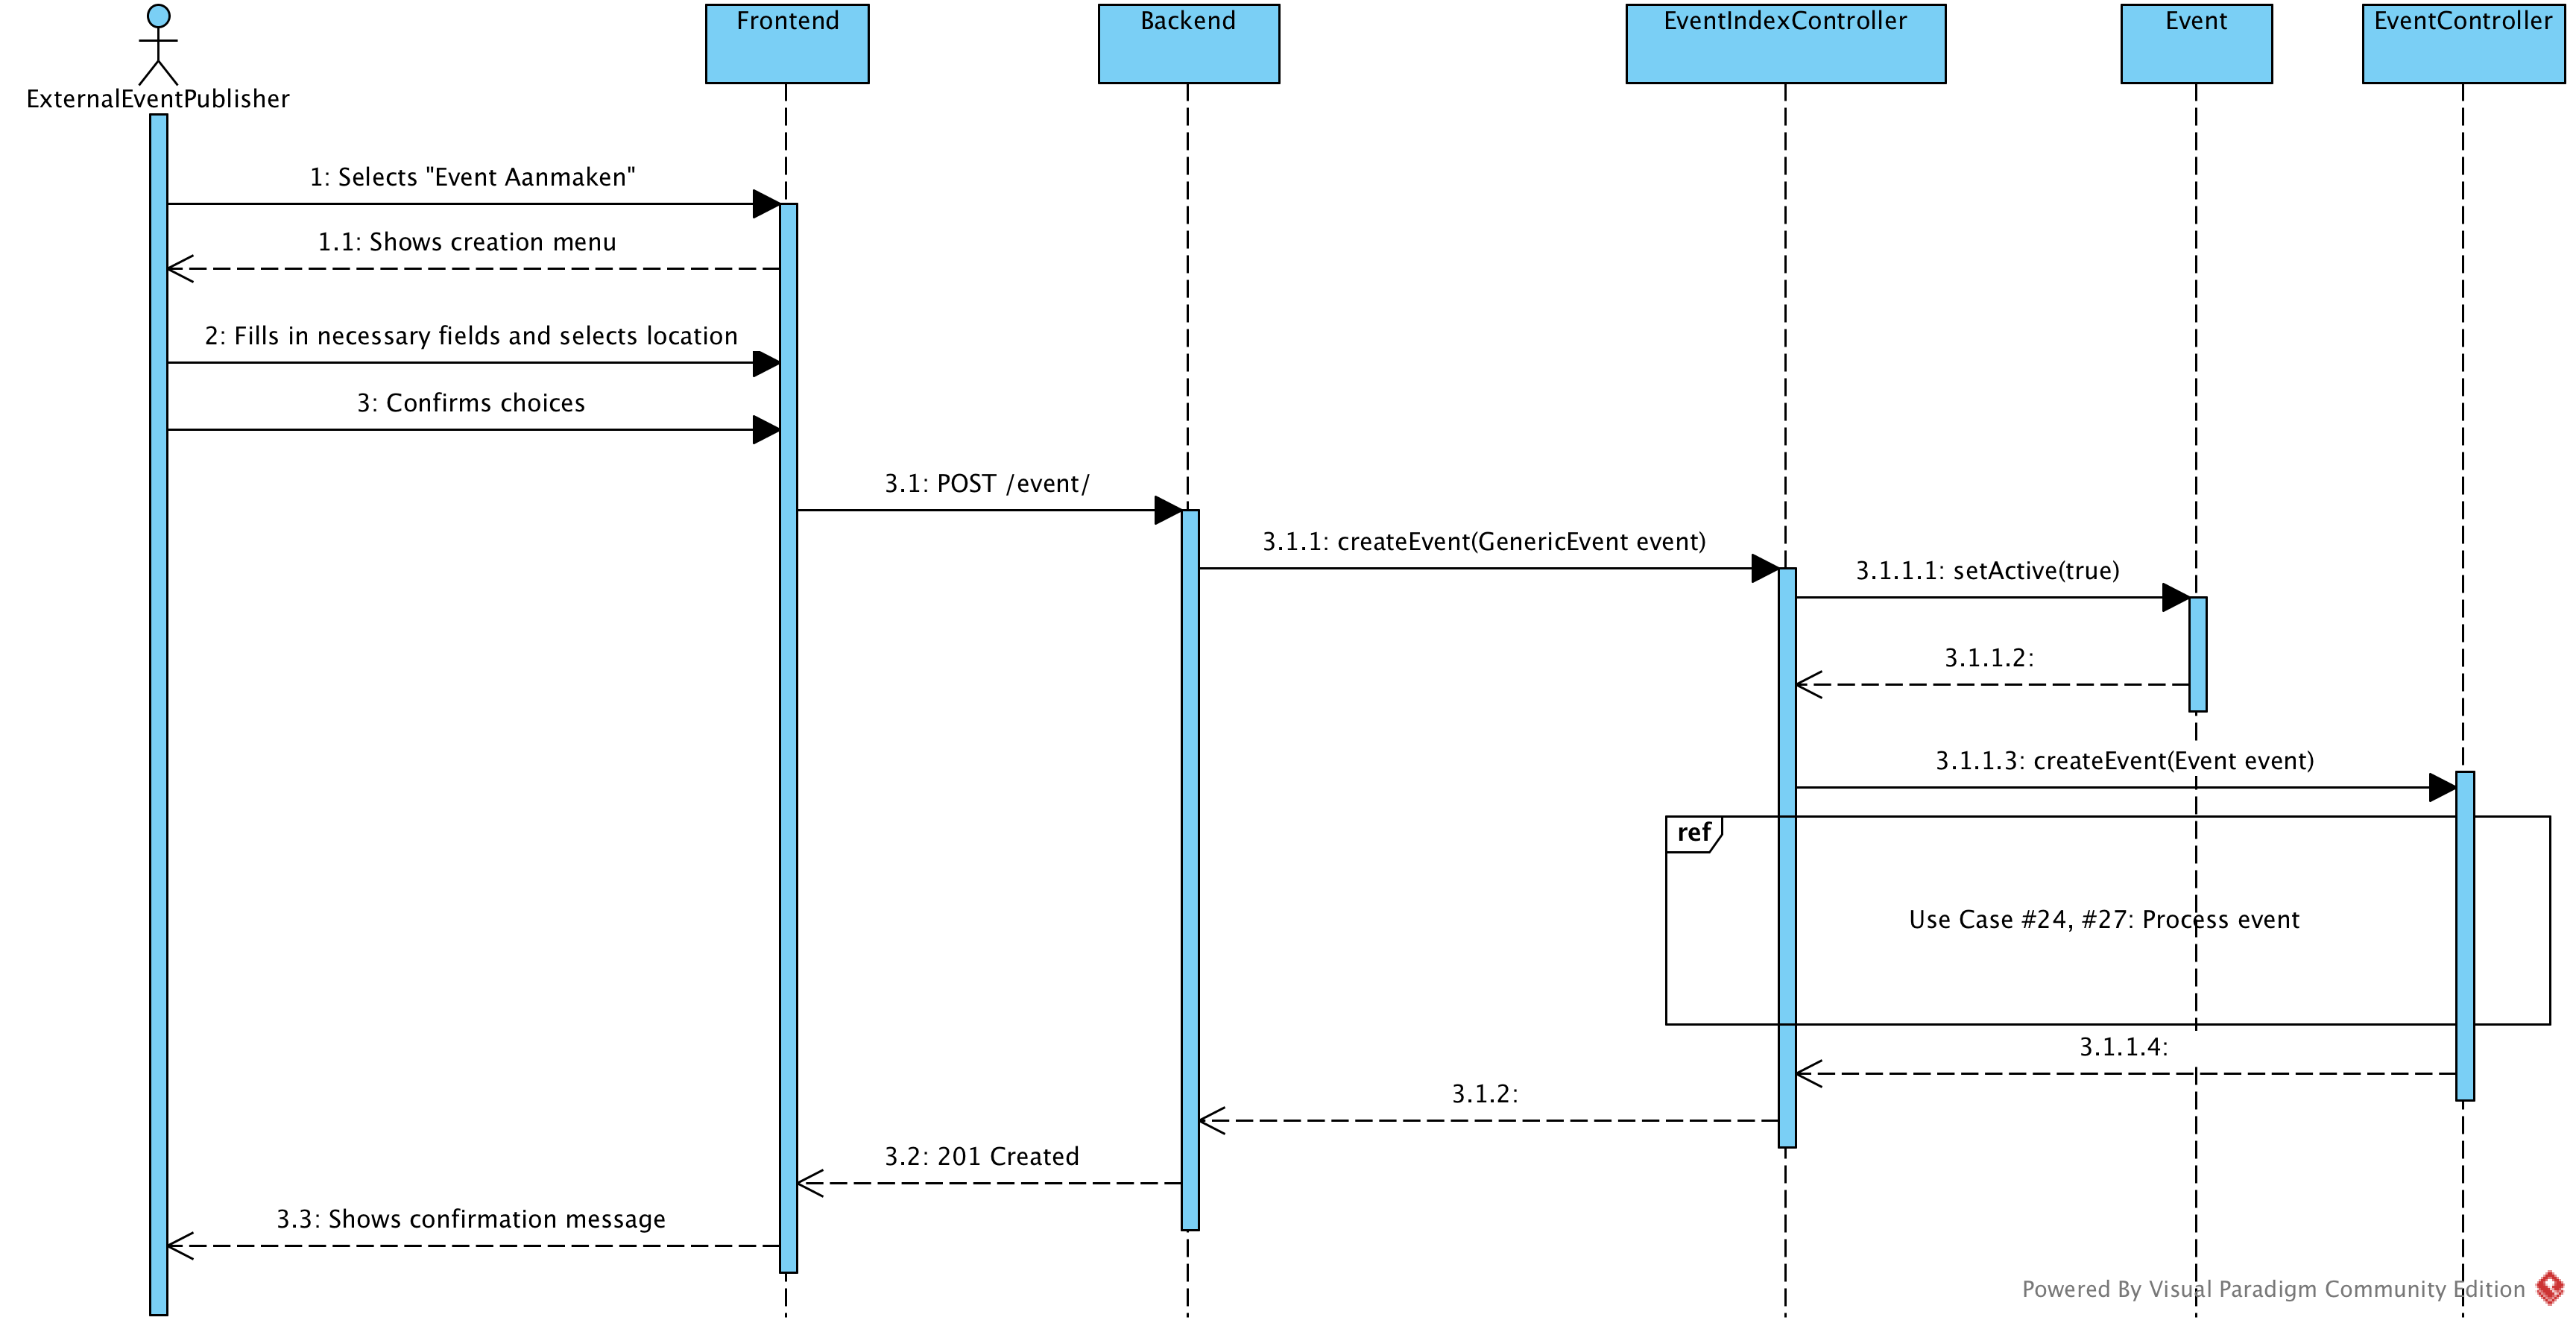 Frontend
Backend
EventIndexController
Event
EventController
ExternalEventPublisher
1: Selects "Event Aanmaken"
1.1: Shows creation menu
2: Fills in necessary fields and selects location
3: Confirms choices
3.1: POST /event/
3.1.1: createEvent(GenericEvent event)
3.1.1.1: setActive(true)
3.1.1.2:
3.1.1.3: createEvent(Event event)
ref
Use Case #24, #27: Process event
3.1.1.4:
3.1.2:
3.2: 201 Created
3.3: Shows confirmation message
Powered By Visual Paradigm Community Edition